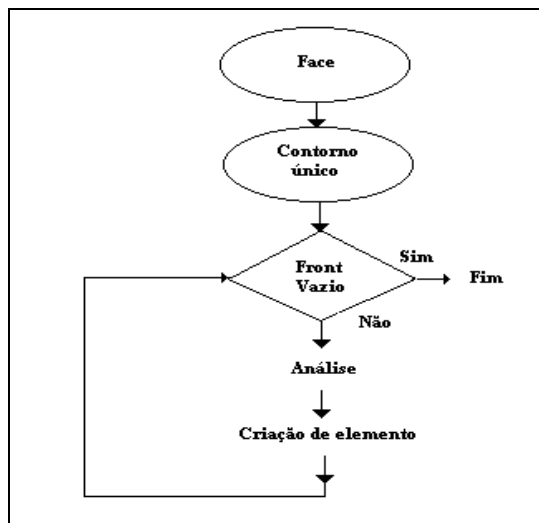 Face
Contorno
único
Front
Vazio
Sim
Fim
Não
Análise
Criação de elemento